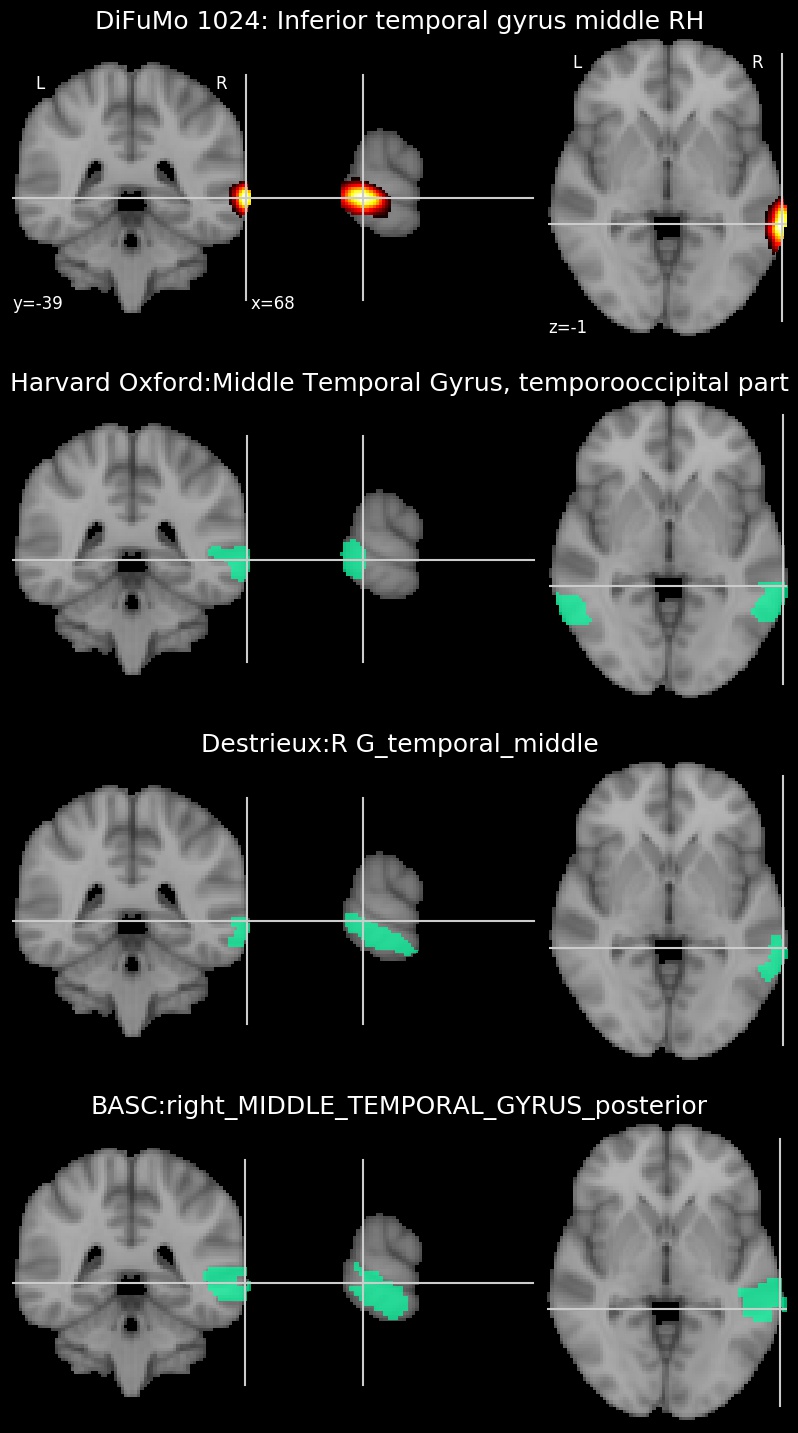 DiFuMo 1024: Inferior temporal gyrus middle RH
L R
L R
y=-39 x=68
z=-1
Harvard Oxford:Middle Temporal Gyrus, temporooccipital part
Destrieux:R G_temporal_middle
BASC:right_MIDDLE_TEMPORAL_GYRUS_posterior